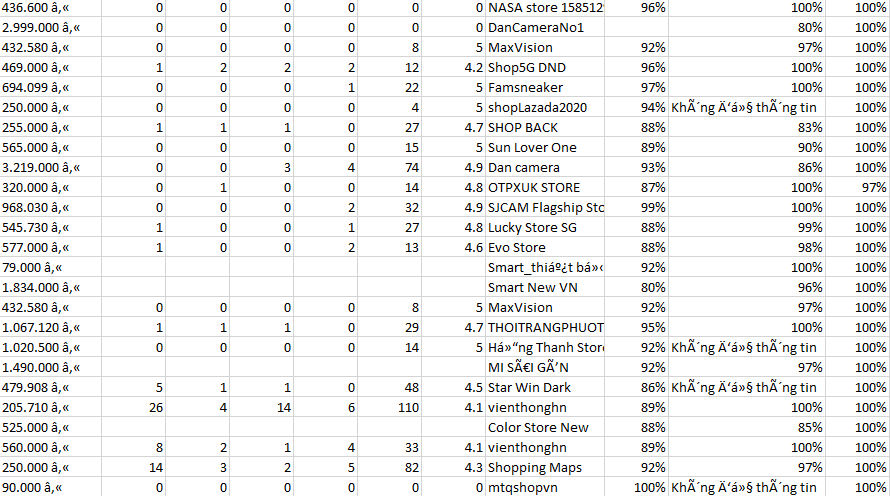 436.600 â‚« 0 0 0 0 0 0 NASA store 158512 96% 100% 100%
2.999.000 â‚« 0 0 0 0 0 0 DanCameraNo1 80% 100%
432.580 â‚« 0 0 0 0 8 5 MaxVision 92% 97% 100%
469.000 â‚« 1 2 2 2 12 4.2 Shop5G DND 96% 100% 100%
694.099 â‚« 0 0 0 1 22 5 Famsneaker 97% 100% 100%
250.000 â‚« 0 0 0 0 4 5 shopLazada2020 94% KhÃ´ng Ä‘á»§ thÃ´ng tin 100%
255.000 â‚« 1 1 1 0 27 4.7 SHOP BACK 88% 83% 100%
565.000 â‚« 0 0 0 0 15 5 Sun Lover One 89% 90% 100%
3.219.000 â‚« 0 0 3 4 74 4.9 Dan camera 93% 86% 100%
320.000 â‚« 0 1 0 0 14 4.8 OTPXUK STORE 87% 100% 97%
968.030 â‚« 0 0 0 2 32 4.9 SJCAM Flagship Sto 99% 100% 100%
545.730 â‚« 1 0 0 1 27 4.8 Lucky Store SG 88% 99% 100%
577.000 â‚« 1 0 0 2 13 4.6 Evo Store 88% 98% 100%
79.000 â‚« Smart_thiáº¿t bá»‹ 92% 100% 100%
1.834.000 â‚« Smart New VN 80% 96% 100%
432.580 â‚« 0 0 0 0 8 5 MaxVision 92% 97% 100%
1.067.120 â‚« 1 1 1 0 29 4.7 THOITRANGPHUOT 95% 100% 100%
1.020.500 â‚« 0 0 0 0 14 5 Há»“ng Thanh Store 92% KhÃ´ng Ä‘á»§ thÃ´ng tin 100%
1.490.000 â‚« MI SÃ€I GÃ’N 92% 97% 100%
479.908 â‚« 5 1 1 0 48 4.5 Star Win Dark 86% KhÃ´ng Ä‘á»§ thÃ´ng tin 100%
205.710 â‚« 26 4 14 6 110 4.1 vienthonghn 89% 100% 100%
525.000 â‚« Color Store New 88% 85% 100%
560.000 â‚« 8 2 1 4 33 4.1 vienthonghn 89% 100% 100%
250.000 â‚« 14 3 2 5 82 4.3 Shopping Maps 92% 97% 100%
90.000 â‚« 0 0 0 0 0 0 mtqshopvn 100% KhÃ´ng Ä‘á»§ thÃ´ng tin 100%